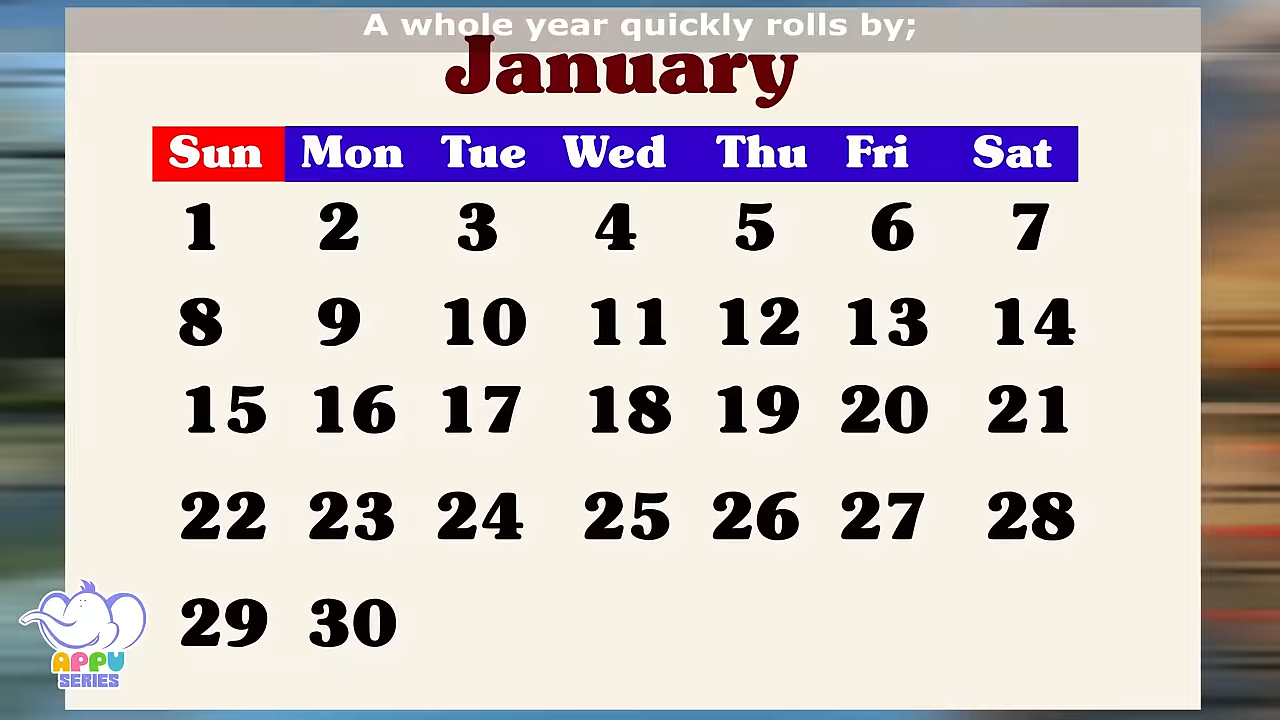 A whole year quickly rolls by;
January
Sun Mon Tue Wed Thu Fri Sat
1 2 3 4 5 6 7
8 9 10 11 12 13 14
15 16 17 18 19 20 21
22 23 24 25 26 27 28
29 30
APPU
SERIES